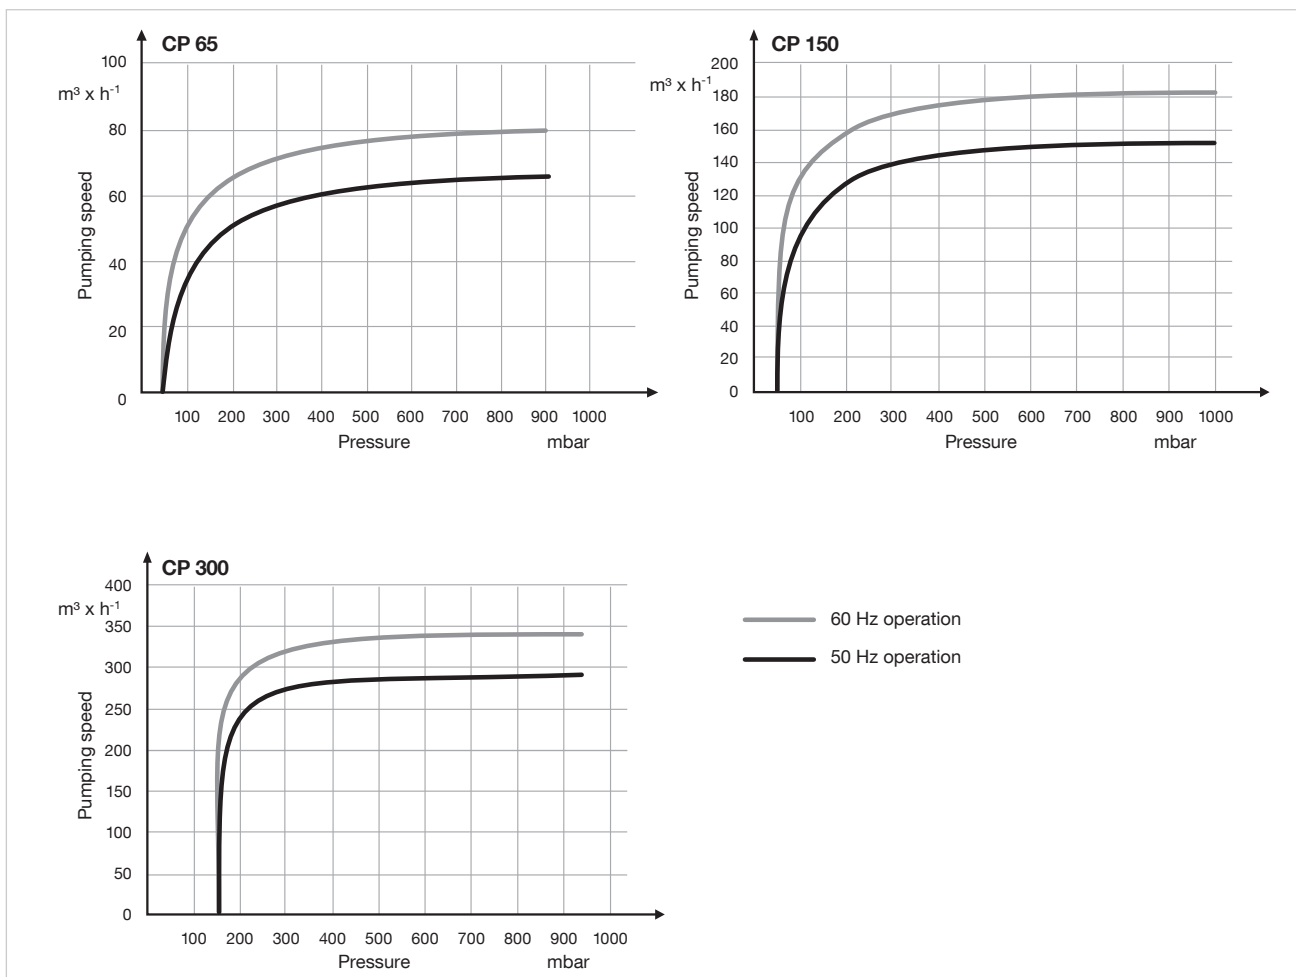 CP 65
100
m³ x h⁻¹
80
60
40
20
0
Pumping speed
100 200 300 400 500 600 700 800 900 1000
Pressure mbar
CP 150
200
m³ x h⁻¹
180
160
140
120
100
80
60
40
20
0
Pumping speed
100 200 300 400 500 600 700 800 900 1000
Pressure mbar
CP 300
400
m³ x h⁻¹
350
300
250
200
150
100
50
0
Pumping speed
100 200 300 400 500 600 700 800 900 1000
Pressure mbar
60 Hz operation
50 Hz operation